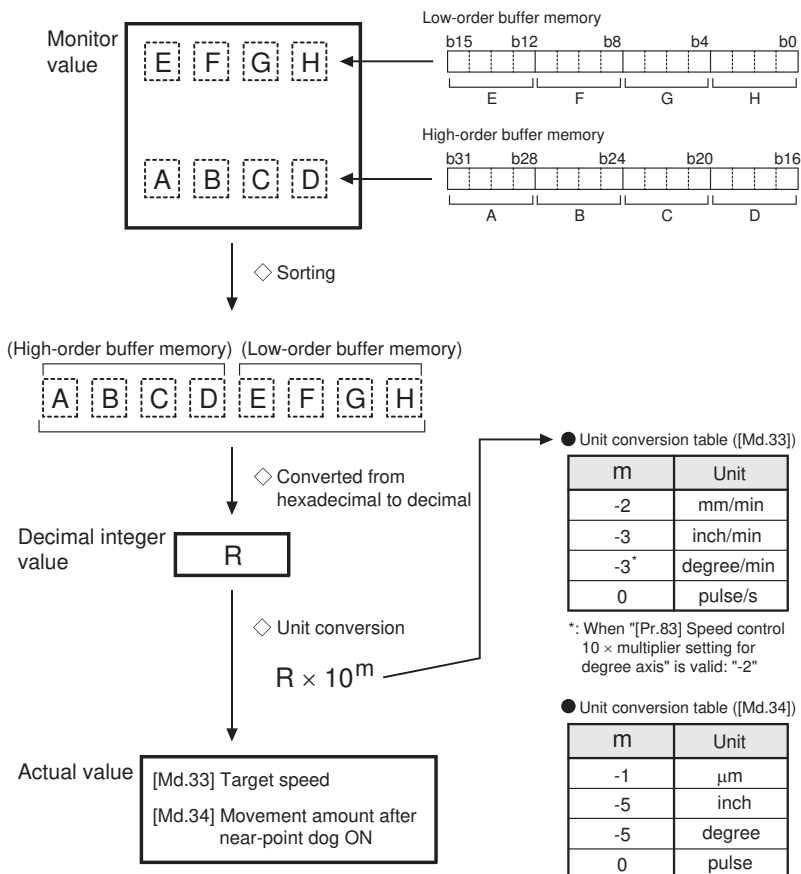 Monitor
value
E F G H
A B C D
Low-order buffer memory
b15 b12 b8 b4 b0
E F G H
High-order buffer memory
b31 b28 b24 b20 b16
A B C D
◇ Sorting
(High-order buffer memory) (Low-order buffer memory)
A B C D E F G H
◇ Converted from
hexadecimal to decimal
Decimal integer
value
R
◇ Unit conversion
R × 10^m
Actual value
[Md.33] Target speed
[Md.34] Movement amount after
near-point dog ON
● Unit conversion table ([Md.33])
m Unit
-2 mm/min
-3 inch/min
-3* degree/min
0 pulse/s
*: When "[Pr.83] Speed control
10 × multiplier setting for
degree axis" is valid: "-2"
● Unit conversion table ([Md.34])
m Unit
-1 μm
-5 inch
-5 degree
0 pulse